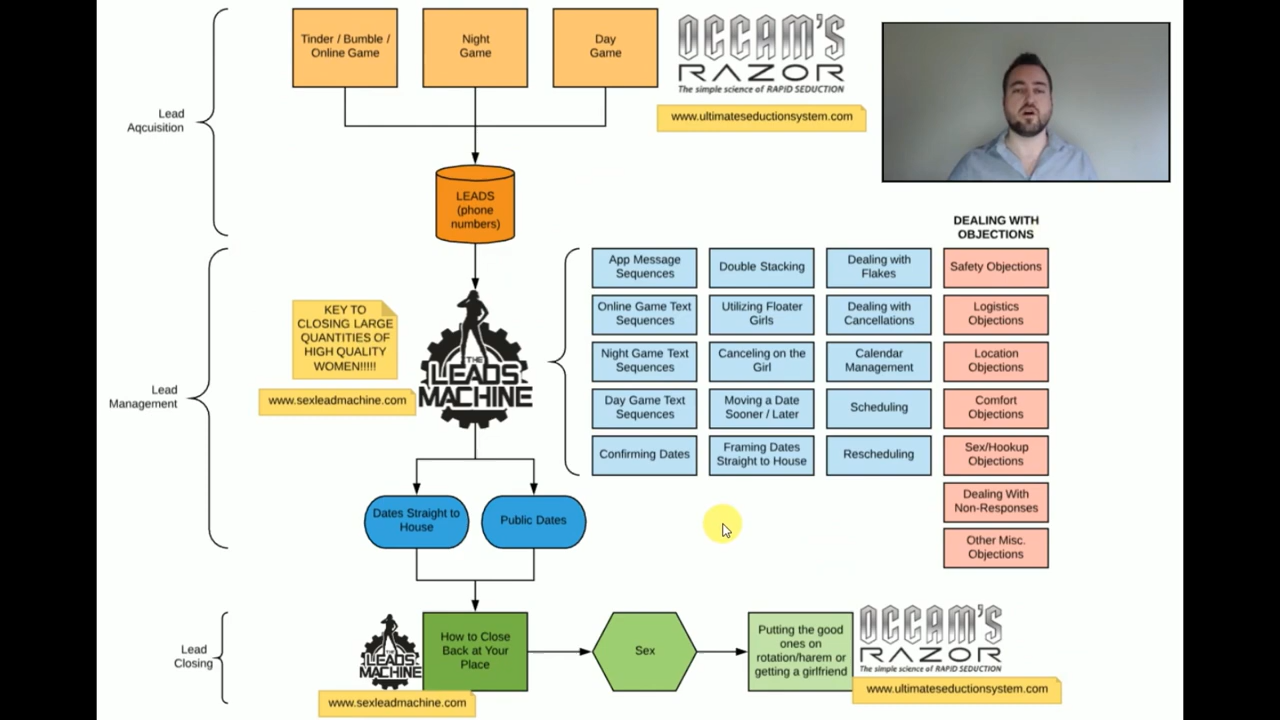 Tinder / Bumble /
Online Game
Night
Game
Day
Game
OCCAM'S
RAZOR
The simple science of RAPID SEDUCTION
www.ultimateseductionsystem.com
Lead
Aqcuisition
LEADS
(phone
numbers)
DEALING WITH
OBJECTIONS
App Message
Sequences
Double Stacking
Dealing with
Flakes
Safety Objections
Online Game Text
Sequences
Utilizing Floater
Girls
Dealing with
Cancellations
Logistics
Objections
Night Game Text
Sequences
Canceling on the
Girl
Calendar
Management
Location
Objections
Day Game Text
Sequences
Moving a Date
Sooner / Later
Scheduling
Comfort
Objections
Confirming Dates
Framing Dates
Straight to House
Rescheduling
Sex/Hookup
Objections
Dealing With
Non-Responses
Other Misc.
Objections
KEY TO
CLOSING LARGE
QUANTITIES OF
HIGH QUALITY
WOMEN!!!!!
www.sexleadmachine.com
THE
LEADS
MACHINE
Lead
Management
Dates Straight to
House
Public Dates
Lead
Closing
THE
LEADS
MACHINE
www.sexleadmachine.com
How to Close
Back at Your
Place
Sex
Putting the good
ones on
rotation/harem or
getting a girlfriend
OCCAM'S
RAZOR
The simple science of RAPID SEDUCTION
www.ultimateseductionsystem.com